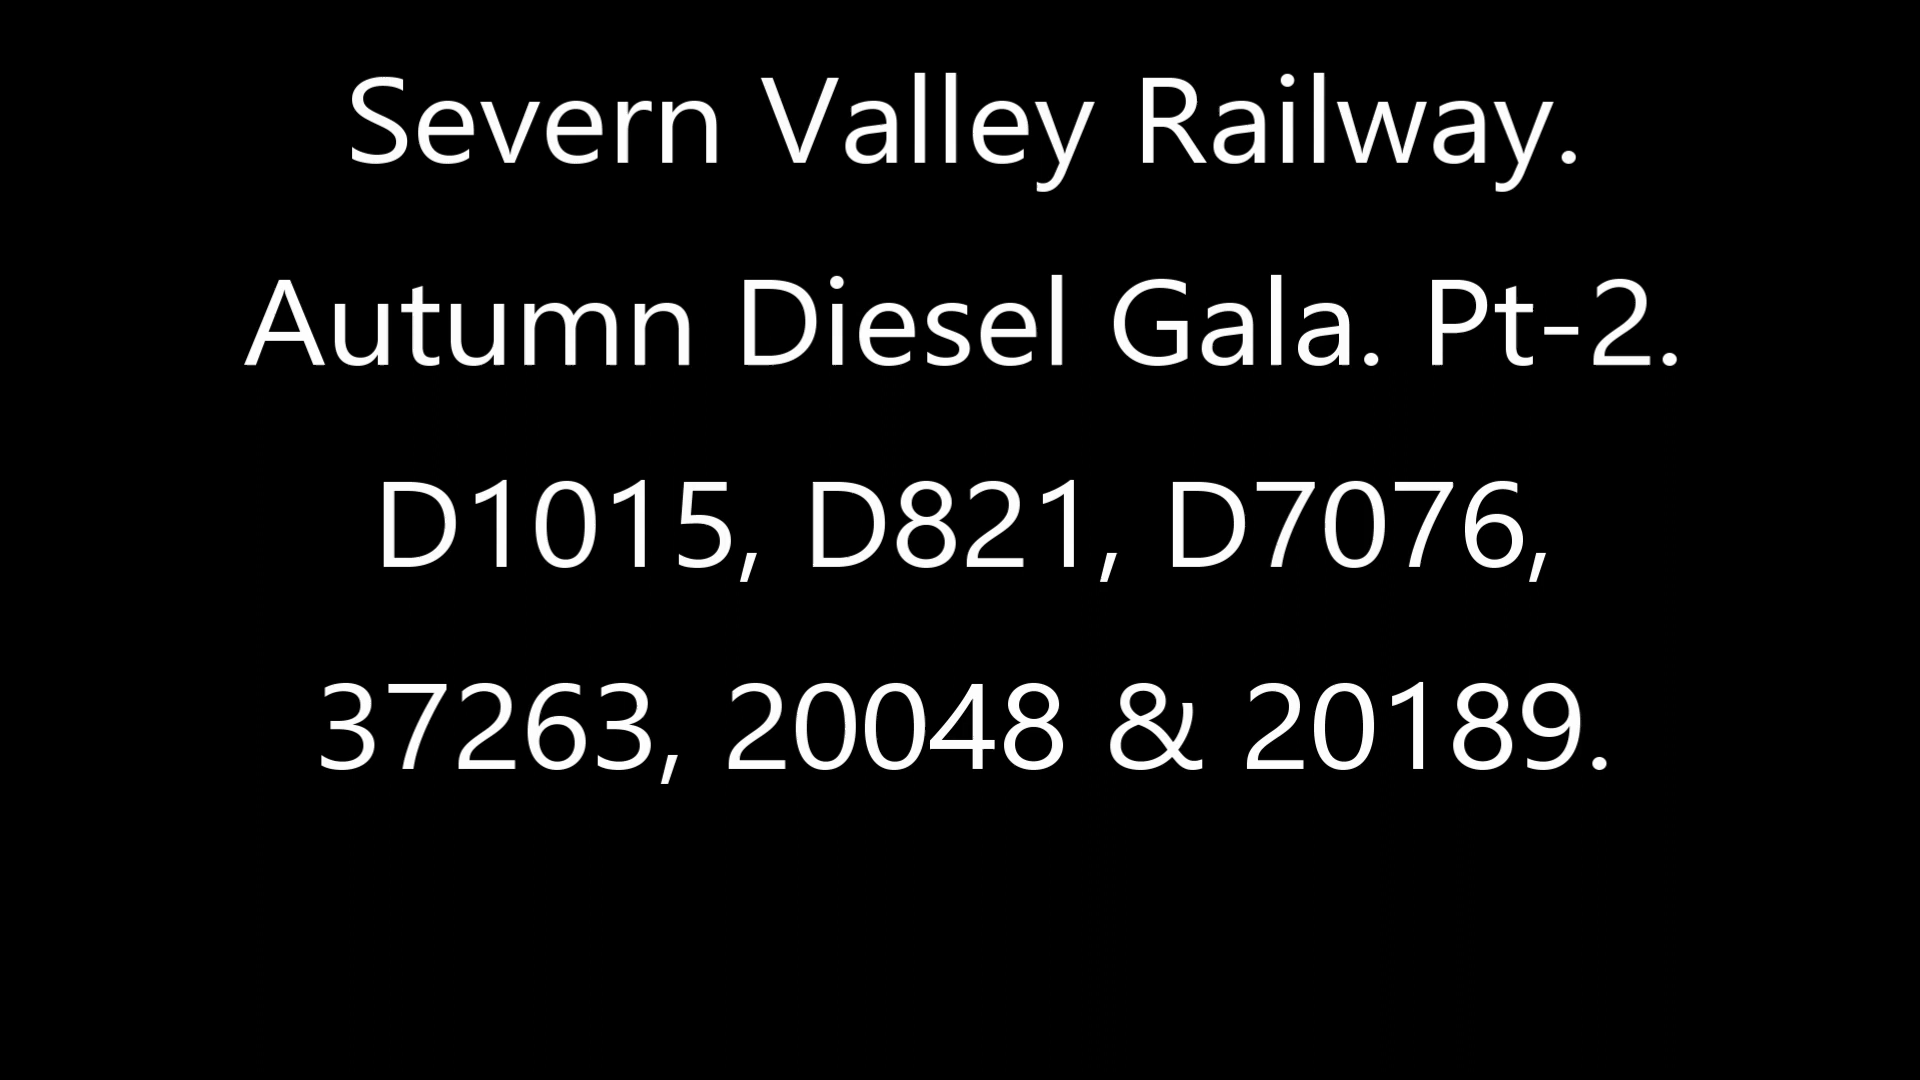 Severn Valley Railway.
Autumn Diesel Gala. Pt-2.
D1015, D821, D7076,
37263, 20048 & 20189.